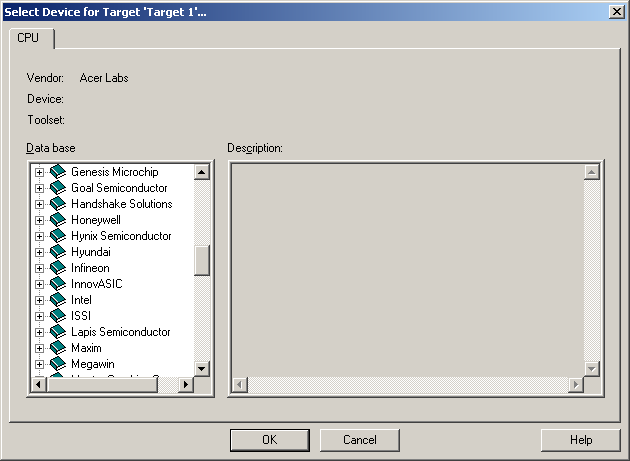 Select Device for Target 'Target 1'...
CPU
Vendor: Acer Labs
Device:
Toolset:
Data base
Description:
Genesis Microchip
Goal Semiconductor
Handshake Solutions
Honeywell
Hynix Semiconductor
Hyundai
Infineon
InnovASIC
Intel
ISSI
Lapis Semiconductor
Maxim
Megawin
OK
Cancel
Help